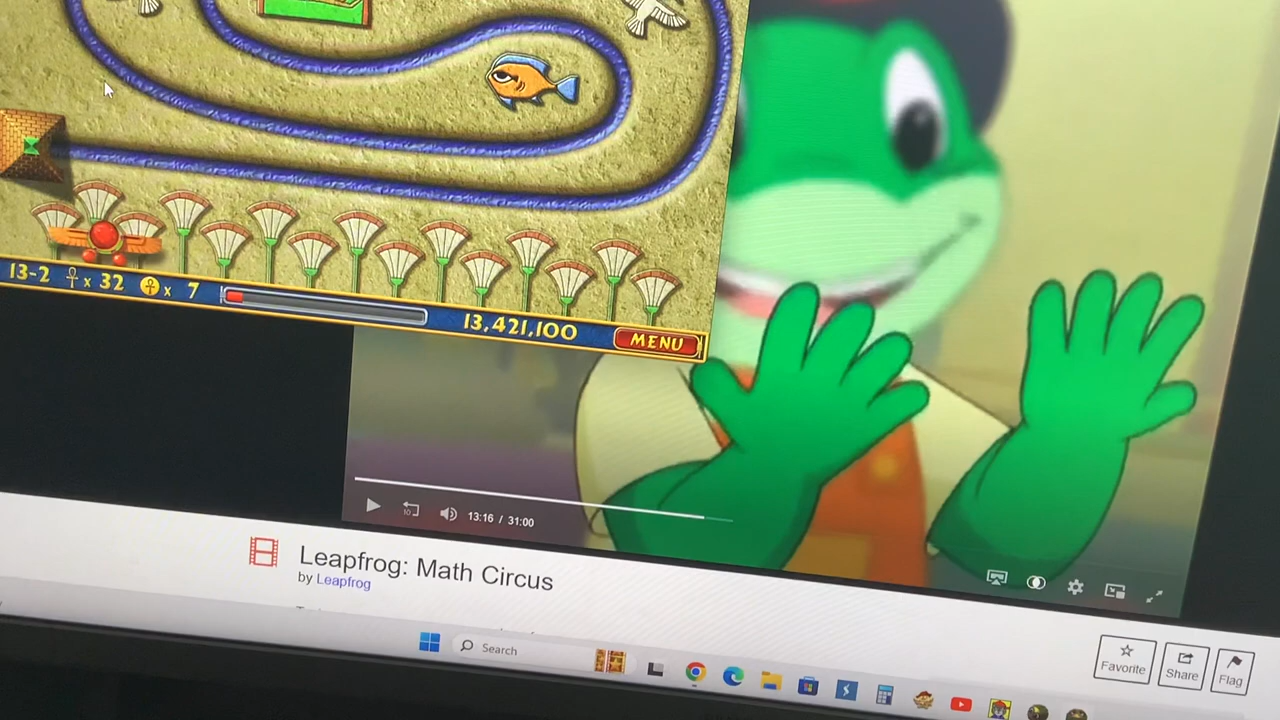 13-2 x 32 x 7
13,421,100
MENU
10
13:16 / 31:00
Leapfrog: Math Circus
by Leapfrog
Search
Favorite
Share
Flag